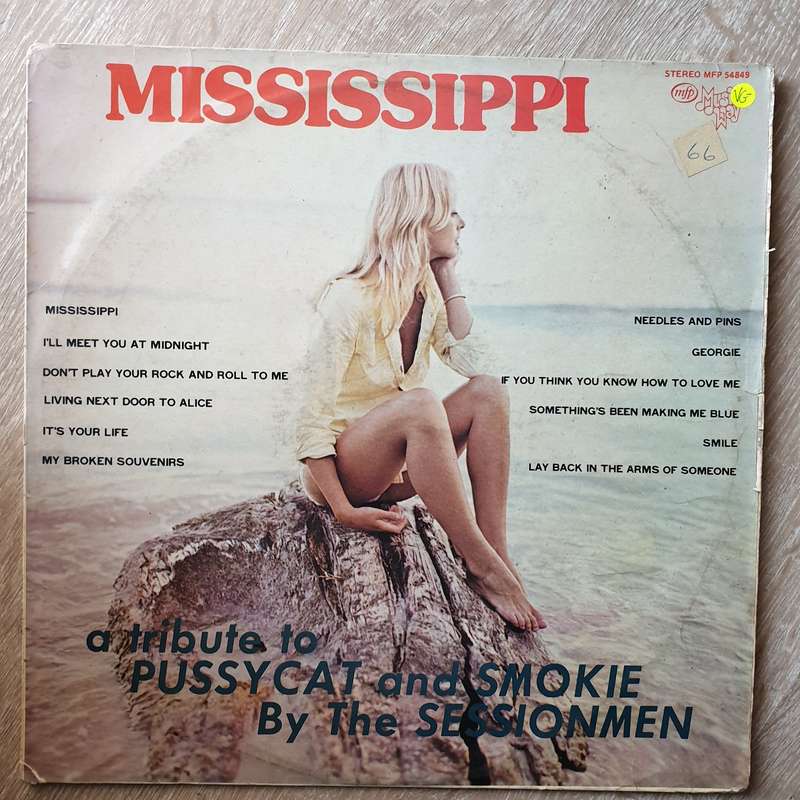 STEREO MFP 54849
MISSISSIPPI
mfp
VG-
66
MISSISSIPPI
I'LL MEET YOU AT MIDNIGHT
DON'T PLAY YOUR ROCK AND ROLL TO ME
LIVING NEXT DOOR TO ALICE
IT'S YOUR LIFE
MY BROKEN SOUVENIRS
NEEDLES AND PINS
GEORGIE
IF YOU THINK YOU KNOW HOW TO LOVE ME
SOMETHING'S BEEN MAKING ME BLUE
SMILE
LAY BACK IN THE ARMS OF SOMEONE
a tribute to
PUSSYCAT and SMOKIE
By The SESSIONMEN